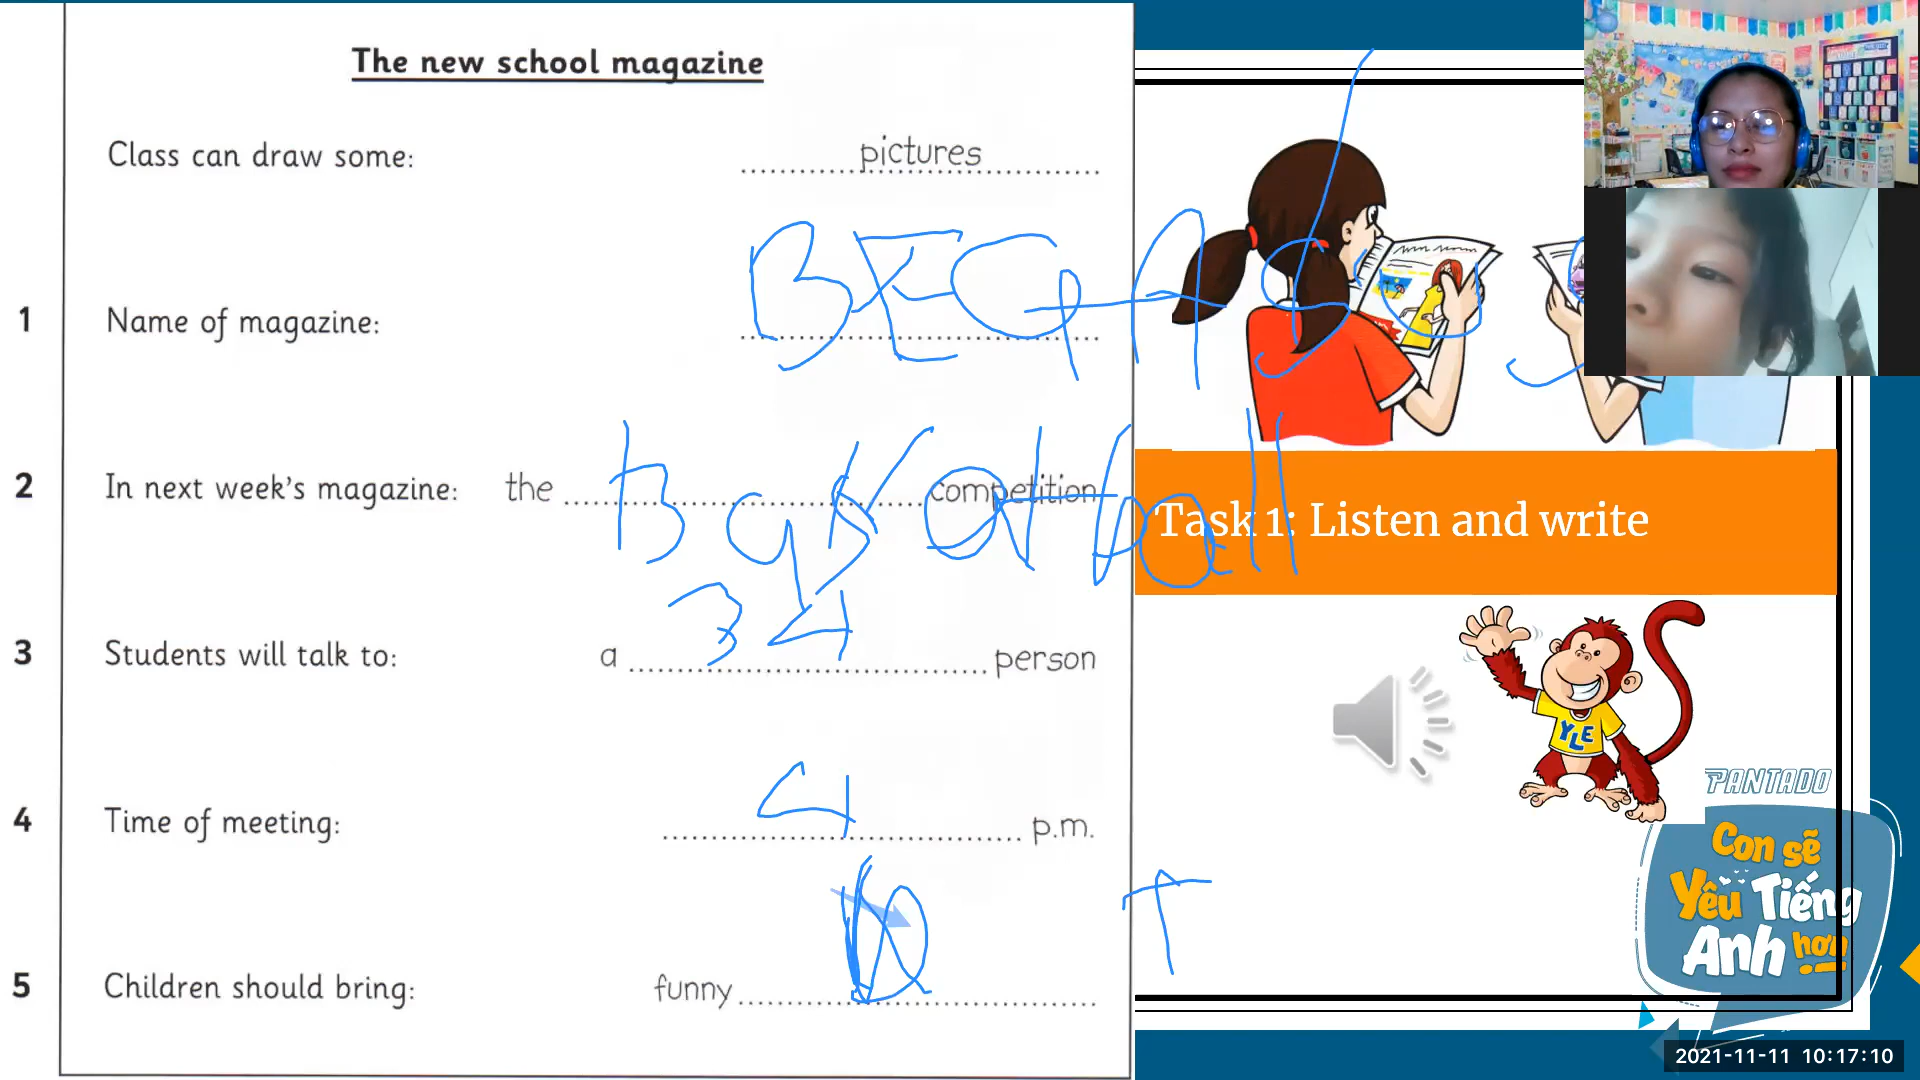 The new school magazine
Class can draw some: pictures
1 Name of magazine:
2 In next week's magazine: the competition
3 Students will talk to: a 34 person
4 Time of meeting: 4 p.m.
5 Children should bring: funny
T
Task 1: Listen and write
YLE
PANTADO
Con sẽ
Yêu Tiếng
Anh hơn
2021-11-11 10:17:10